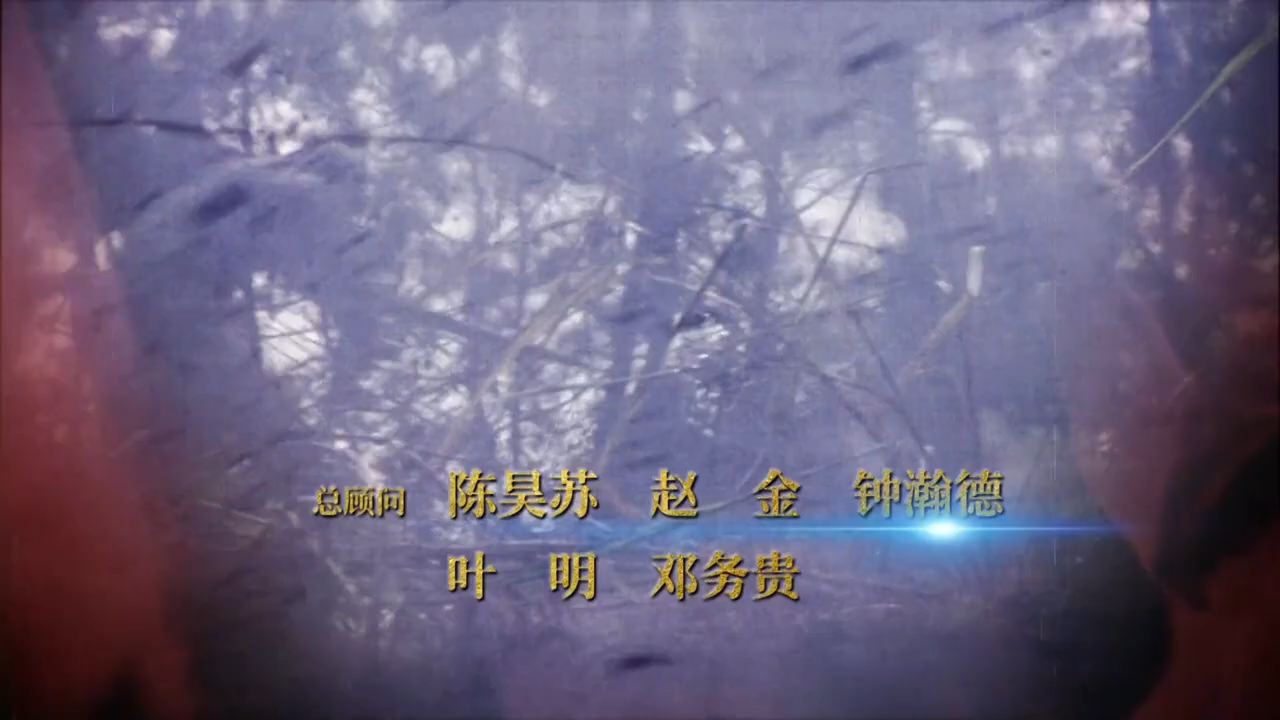 总顾问 陈昊苏 赵 金 钟瀚德
叶 明 邓务贵